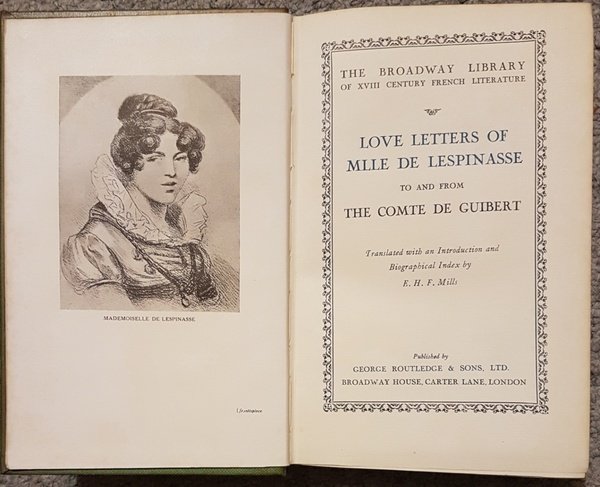 MADEMOISELLE DE LESPINASSE
[frontispiece
THE BROADWAY LIBRARY
OF XVIII CENTURY FRENCH LITERATURE
LOVE LETTERS OF
MLLE DE LESPINASSE
TO AND FROM
THE COMTE DE GUIBERT
Translated with an Introduction and
Biographical Index by
E. H. F. Mills
Published by
GEORGE ROUTLEDGE & SONS, LTD.
BROADWAY HOUSE, CARTER LANE, LONDON